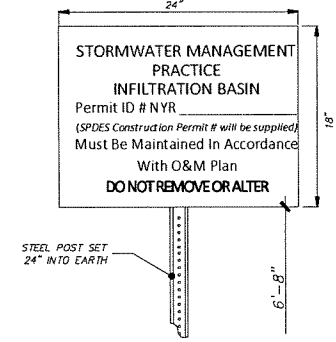 24"
STORMWATER MANAGEMENT
PRACTICE
INFILTRATION BASIN
Permit ID # NYR
(SPDES Construction Permit # will be supplied)
Must Be Maintained In Accordance
With O&M Plan
DO NOT REMOVE OR ALTER
18"
STEEL POST SET
24" INTO EARTH
6'-8"